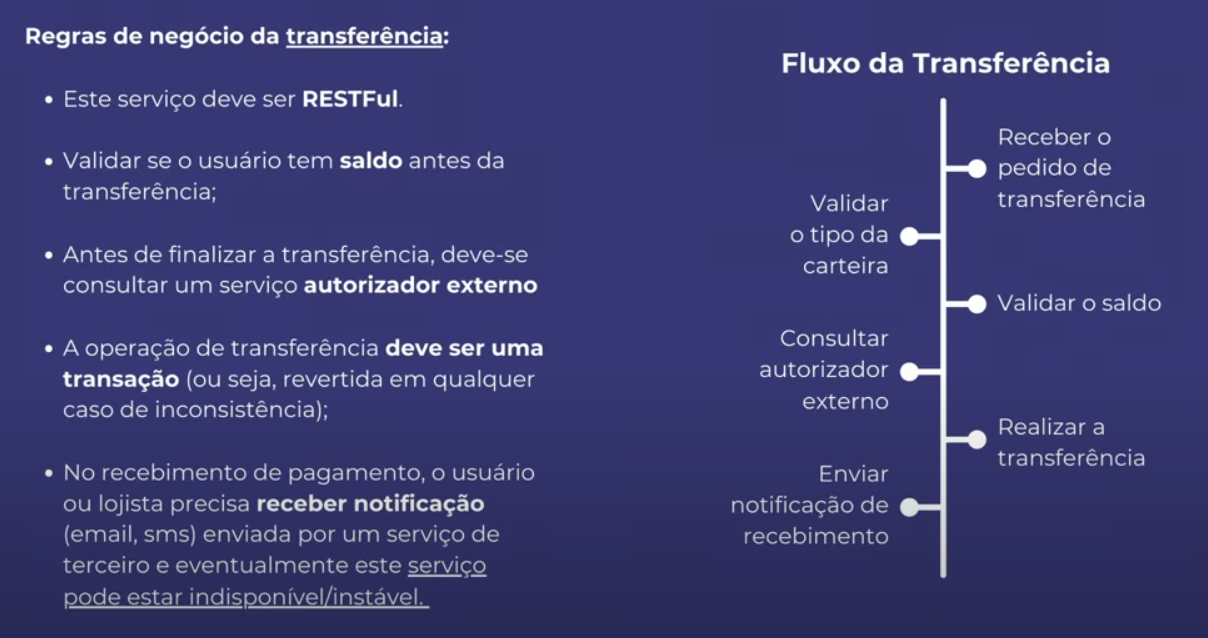 Regras de negócio da transferência:
• Este serviço deve ser RESTFul.
• Validar se o usuário tem saldo antes da
transferência;
• Antes de finalizar a transferência, deve-se
consultar um serviço autorizador externo
• A operação de transferência deve ser uma
transação (ou seja, revertida em qualquer
caso de inconsistência);
• No recebimento de pagamento, o usuário
ou lojista precisa receber notificação
(email, sms) enviada por um serviço de
terceiro e eventualmente este serviço
pode estar indisponível/instável.
Fluxo da Transferência
Receber o
pedido de
transferência
Validar
o tipo da
carteira
Validar o saldo
Consultar
autorizador
externo
Realizar a
transferência
Enviar
notificação de
recebimento